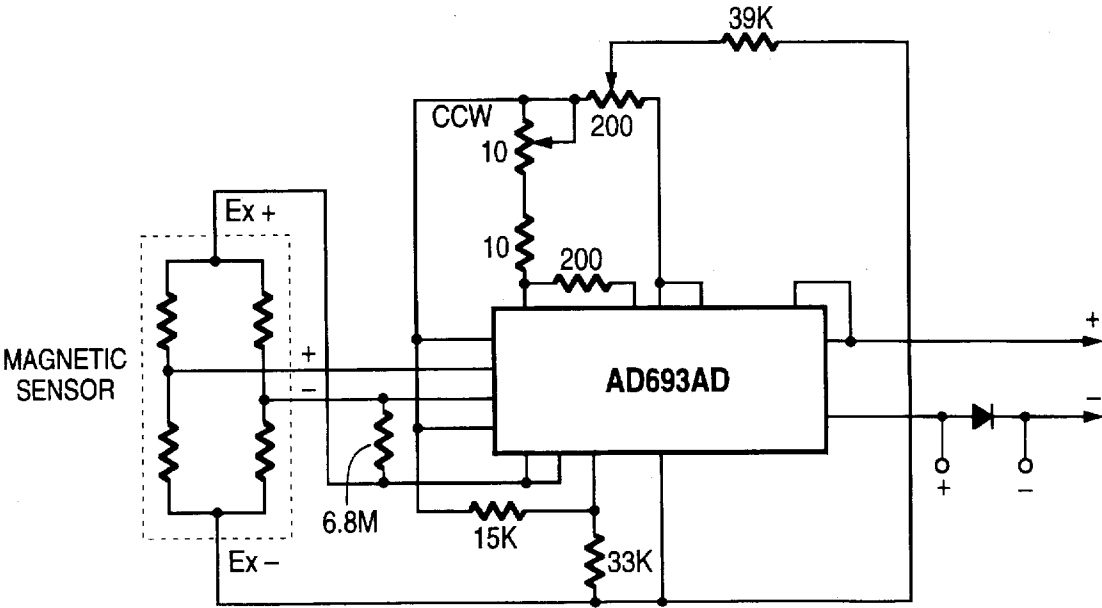 39K
CCW
200
10
Ex +
10
200
MAGNETIC
SENSOR
+
−
AD693AD
+
−
6.8M
15K
+
−
Ex −
33K